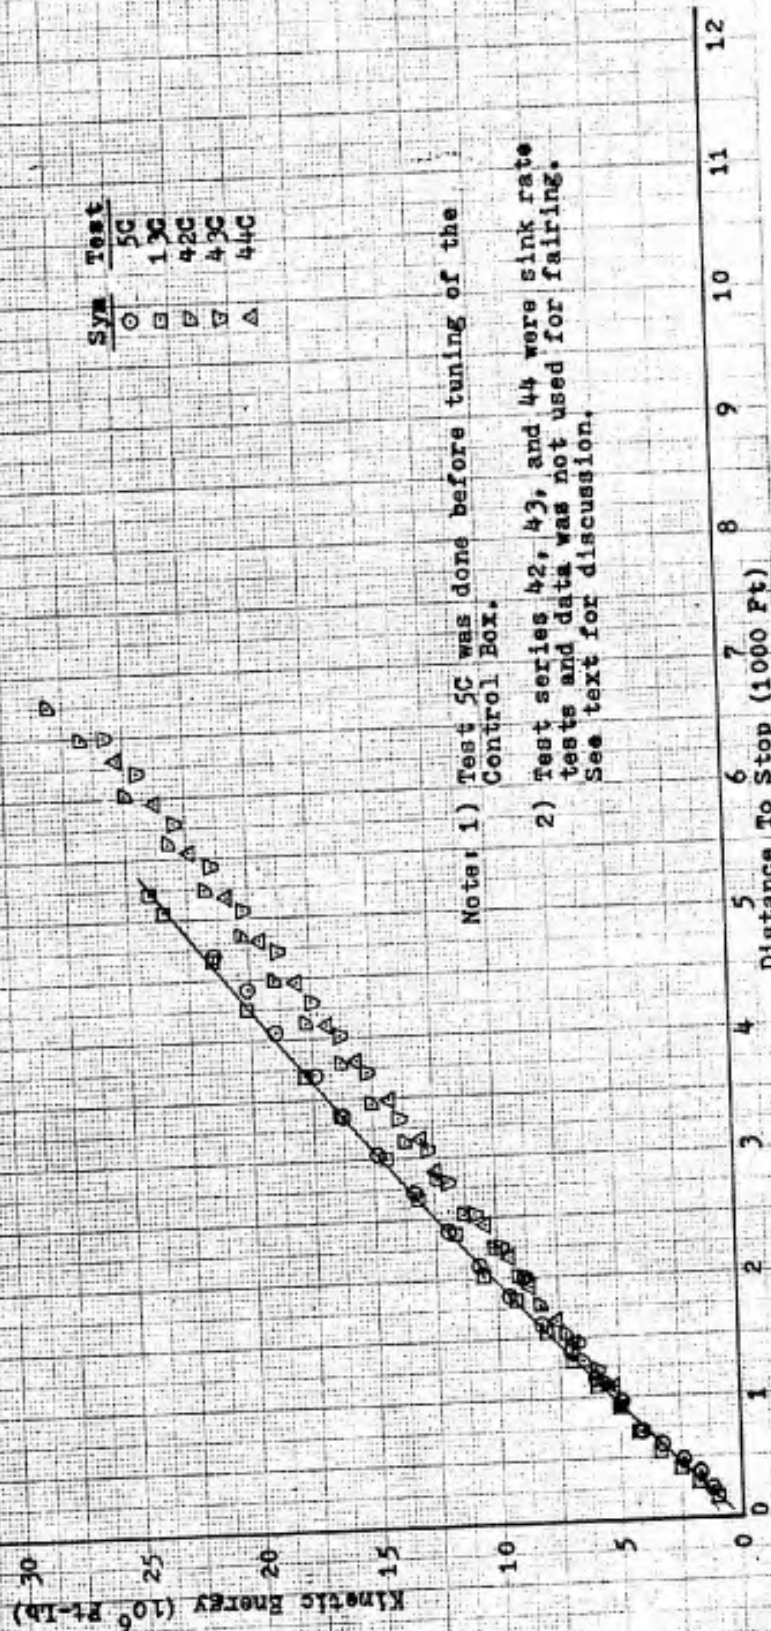 Sym Test
5C
13C
42C
43C
44C
Note: 1) Test 5C was done before tuning of the
Control Box.
2) Test series 42, 43, and 44 were sink rate
tests and data was not used for fairing.
See text for discussion.
Kinetic Energy (10⁶ Ft-Lb)
30
25
20
15
10
5
0
0 1 2 3 4 5 6 7 8 9 10 11 12
Distance To Stop (1000 Ft)